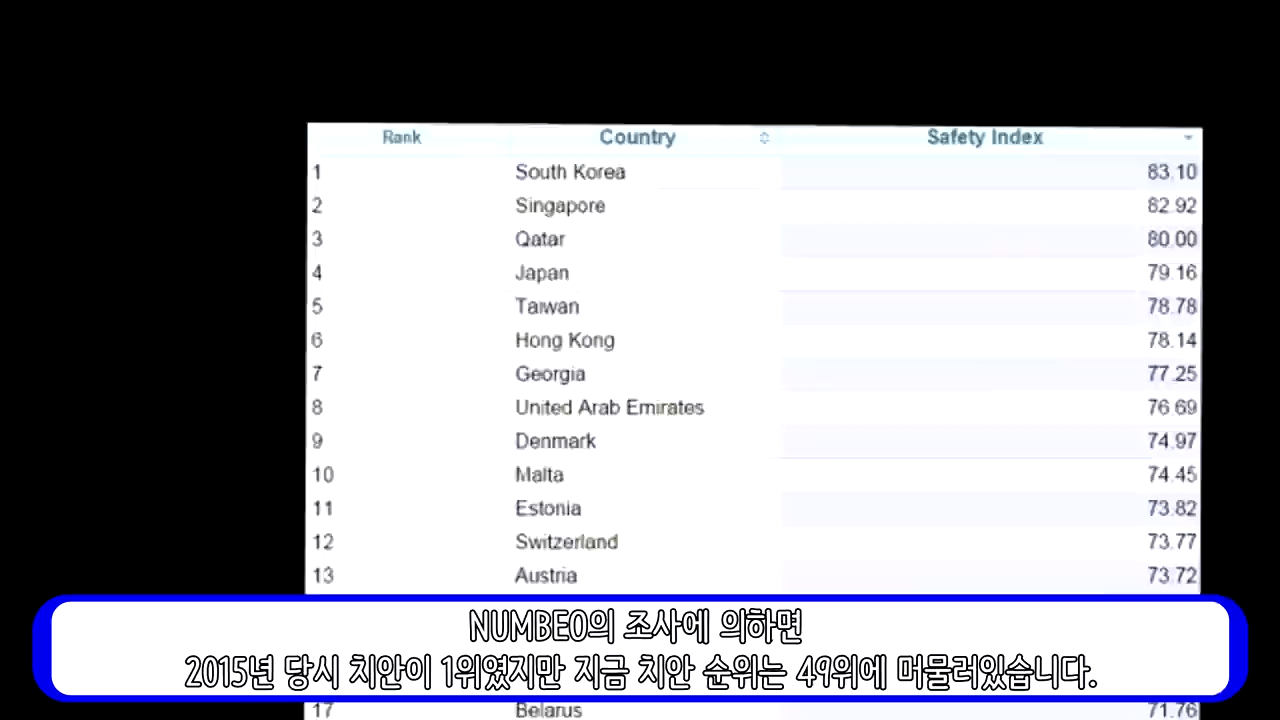 Rank Country Safety Index
1 South Korea 83.10
2 Singapore 82.92
3 Qatar 80.00
4 Japan 79.16
5 Taiwan 78.78
6 Hong Kong 78.14
7 Georgia 77.25
8 United Arab Emirates 76.69
9 Denmark 74.97
10 Malta 74.45
11 Estonia 73.82
12 Switzerland 73.77
13 Austria 73.72
NUMBEO의 조사에 의하면
2015년 당시 치안이 1위였지만 지금 치안 순위는 49위에 머물러있습니다.
17 Belarus 71.76